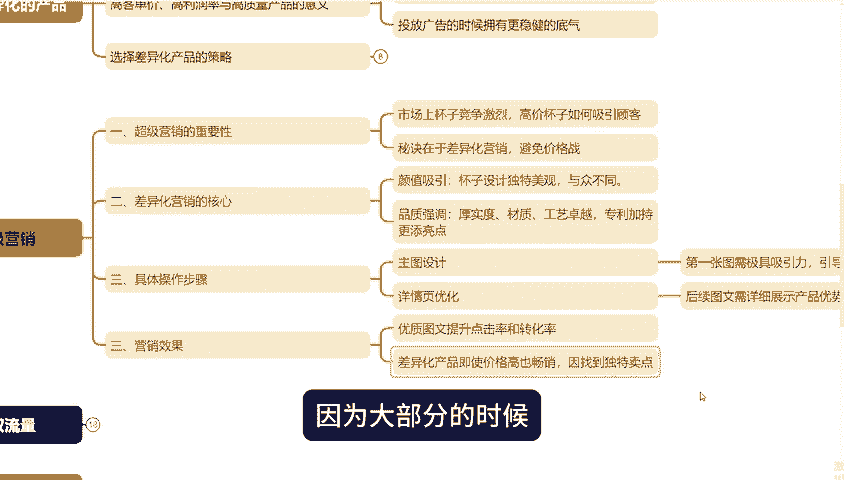 异化的产品
高客单价、高利润率与高质量产品的意义
投放广告的时候拥有更稳健的底气
选择差异化产品的策略
8
一、超级营销的重要性
市场上杯子竞争激烈，高价杯子如何吸引顾客
秘诀在于差异化营销，避免价格战
级营销
二、差异化营销的核心
颜值吸引：杯子设计独特美观，与众不同。
品质强调：厚实度、材质、工艺卓越，专利加持
更添亮点
三、具体操作步骤
主图设计
第一张图需极具吸引力，引导
详情页优化
后续图文需详细展示产品优势
三、营销效果
优质图文提升点击率和转化率
差异化产品即使价格高也畅销，因找到独特卖点
因为大部分的时候
流量